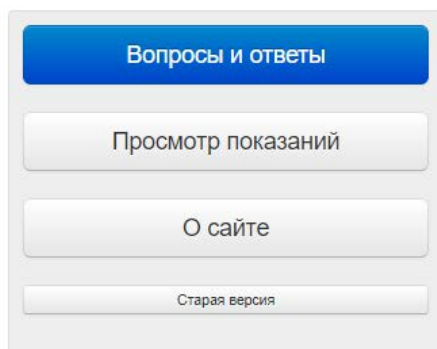 Вопросы и ответы
Просмотр показаний
О сайте
Старая версия